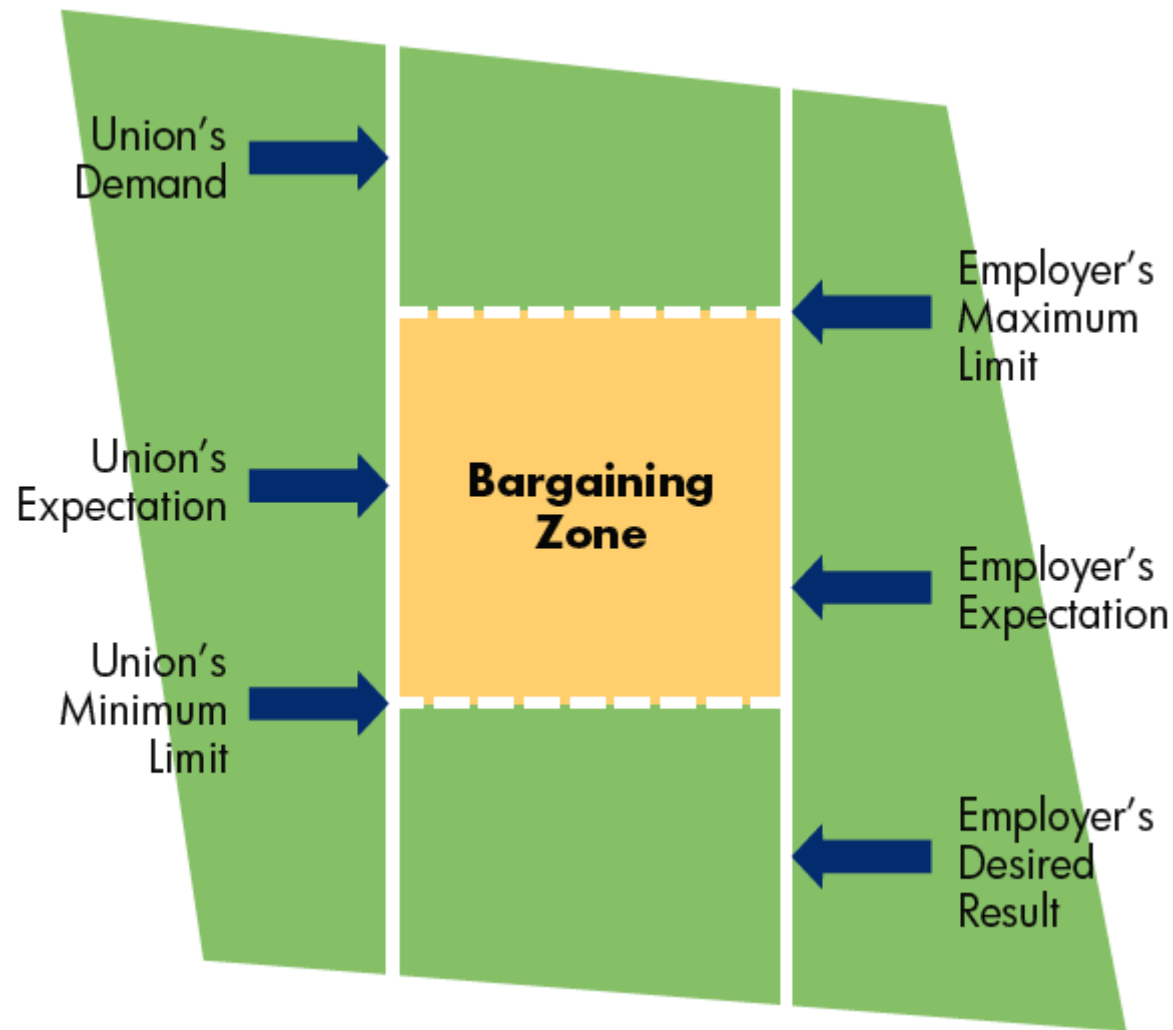 Union's
Demand
Employer's
Maximum
Limit
Union's
Expectation
Bargaining
Zone
Employer's
Expectation
Union's
Minimum
Limit
Employer's
Desired
Result